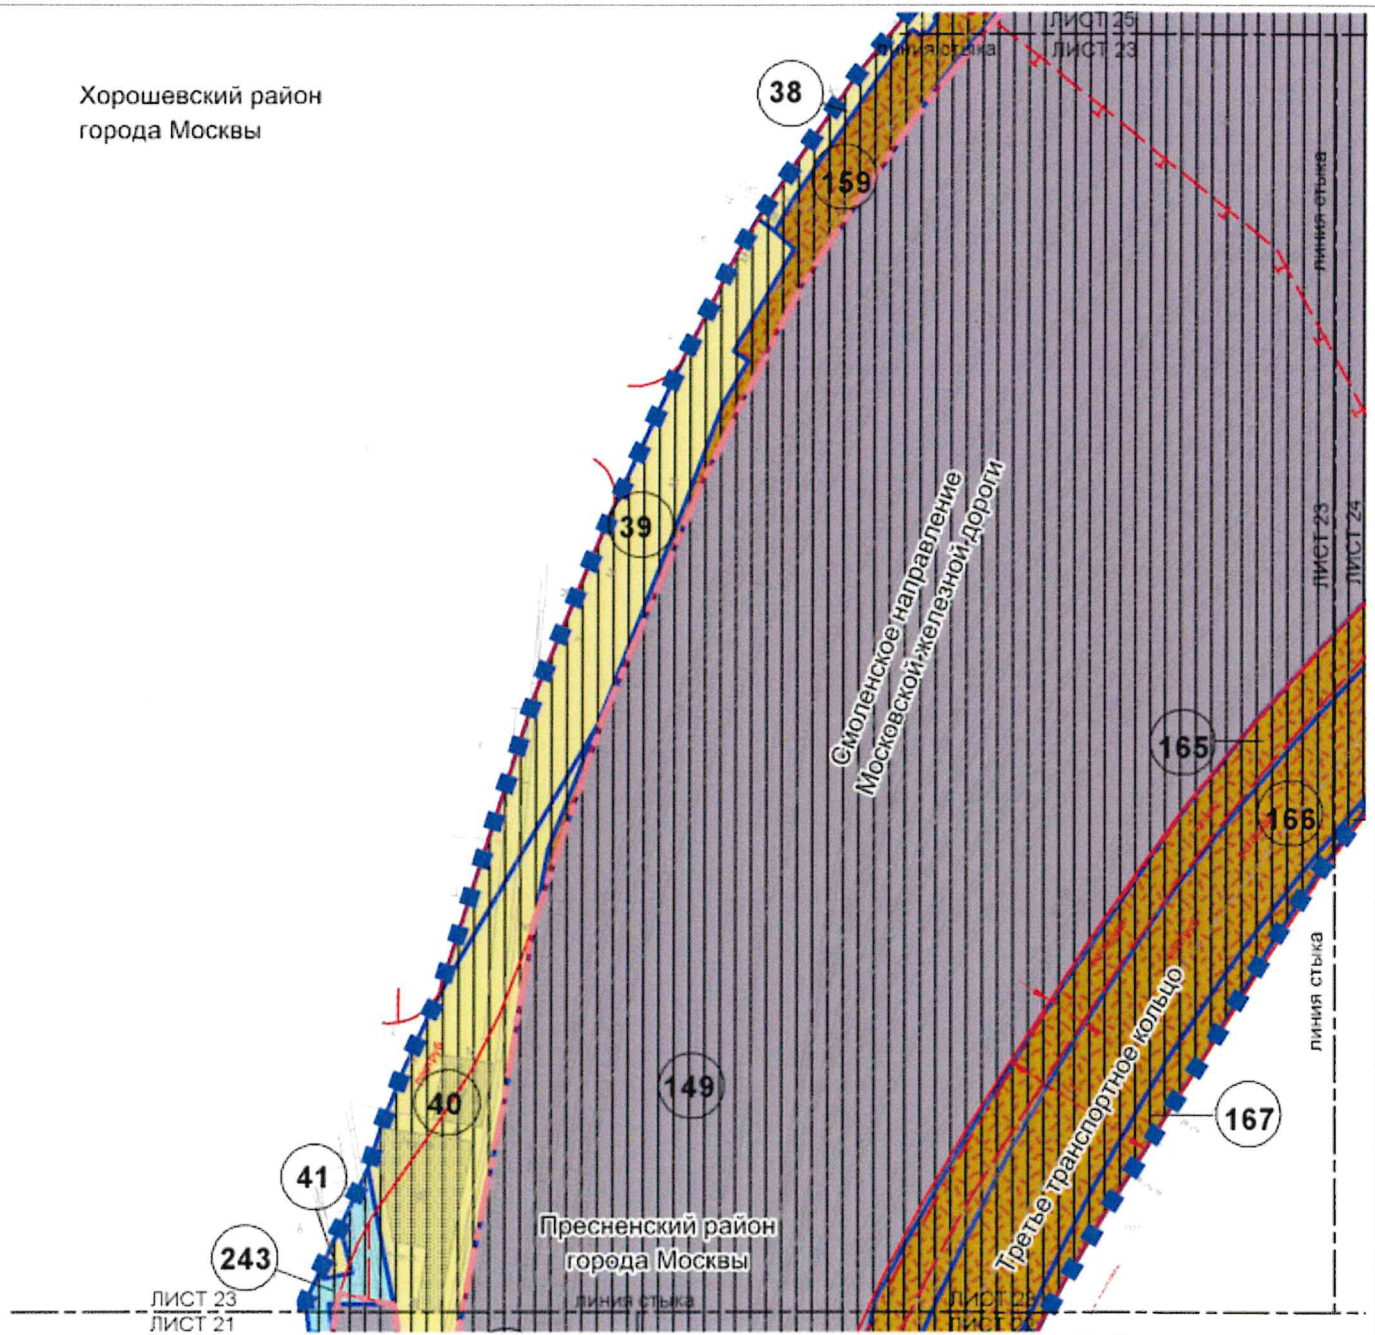 ЛИСТ 25
линия стыка
ЛИСТ 23
Хорошевский район
города Москвы
38
159
линия стыка
39
Смоленское направление
Московской железной дороги
ЛИСТ 23
ЛИСТ 24
165
166
линия стыка
Третье транспортное кольцо
149
40
167
41
Пресненский район
города Москвы
243
ЛИСТ 23
линия стыка
ЛИСТ 21